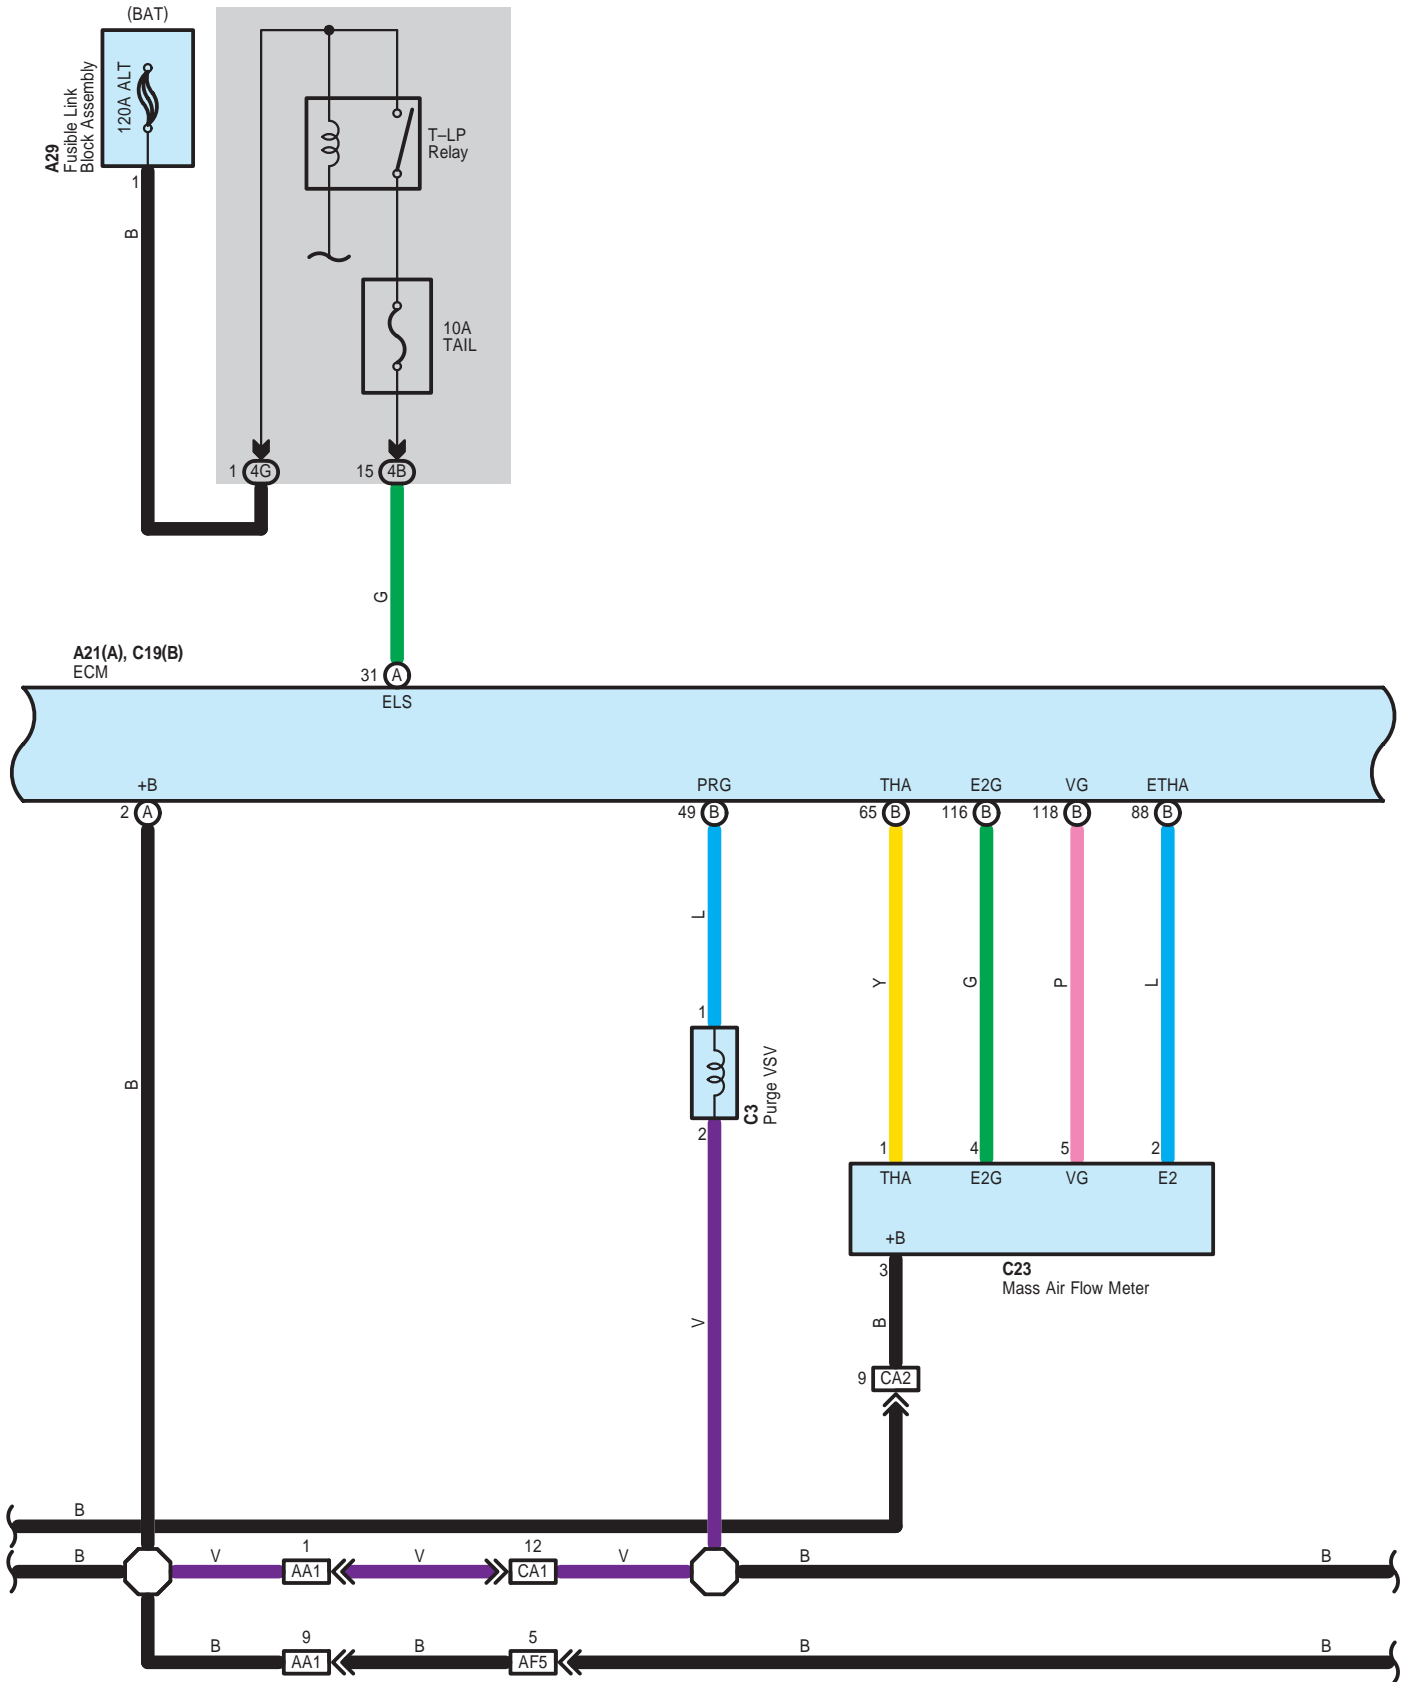 (BAT)
120A ALT
A29
Fusible Link
Block Assembly
1
B
T–LP
Relay
10A
TAIL
1 4G
15 4B
G
A21(A), C19(B)
ECM
31 A
ELS
+B
PRG
THA
E2G
VG
ETHA
2 A
49 B
65 B
116 B
118 B
88 B
L
Y
G
P
L
B
1
C3
Purge VSV
2
1
4
5
2
THA
E2G
VG
E2
+B
3
C23
Mass Air Flow Meter
V
B
9 CA2
B
B
V
1
AA1
V
12
CA1
V
B
B
B
9
AA1
B
5
AF5
B
B